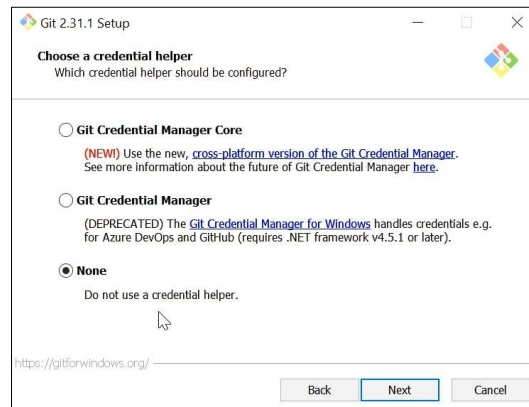 Git 2.31.1 Setup
Choose a credential helper
Which credential helper should be configured?
Git Credential Manager Core
(NEW!) Use the new, cross-platform version of the Git Credential Manager.
See more information about the future of Git Credential Manager here.
Git Credential Manager
(DEPRECATED) The Git Credential Manager for Windows handles credentials e.g.
for Azure DevOps and GitHub (requires .NET framework v4.5.1 or later).
None
Do not use a credential helper.
https://gitforwindows.org/
Back Next Cancel